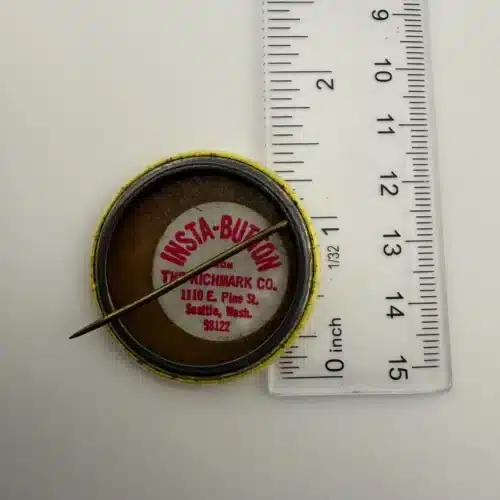 INSTA-BUTTON
THE RICHMARK CO.
1110 E. Pine St.
Seattle, Wash.
98122
9
10
11
12
13
14
15
2
1
1/32
0 inch